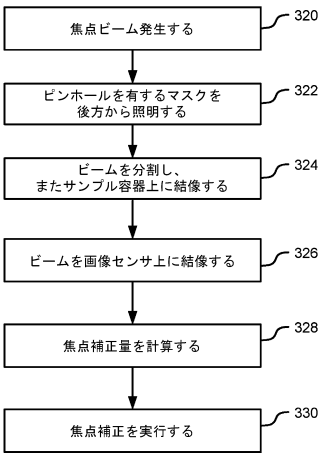 焦点ビーム発生する
320
ピンホールを有するマスクを
後方から照明する
322
ビームを分割し、
またサンプル容器上に結像する
324
ビームを画像センサ上に結像する
326
焦点補正量を計算する
328
焦点補正を実行する
330